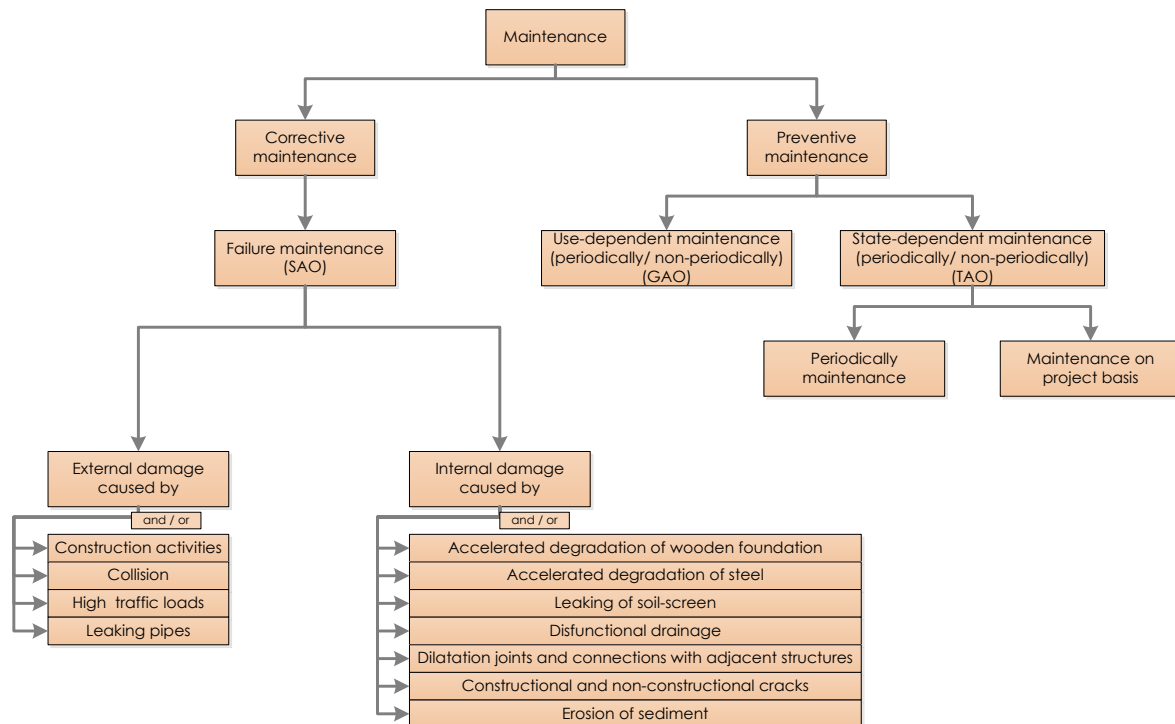 Maintenance
Corrective
maintenance
Preventive
maintenance
Failure maintenance
(SAO)
Use-dependent maintenance
(periodically/ non-periodically)
(GAO)
State-dependent maintenance
(periodically/ non-periodically)
(TAO)
Periodically
maintenance
Maintenance on
project basis
External damage
caused by
and / or
Construction activities
Collision
High traffic loads
Leaking pipes
Internal damage
caused by
and / or
Accelerated degradation of wooden foundation
Accelerated degradation of steel
Leaking of soil-screen
Disfunctional drainage
Dilatation joints and connections with adjacent structures
Constructional and non-constructional cracks
Erosion of sediment